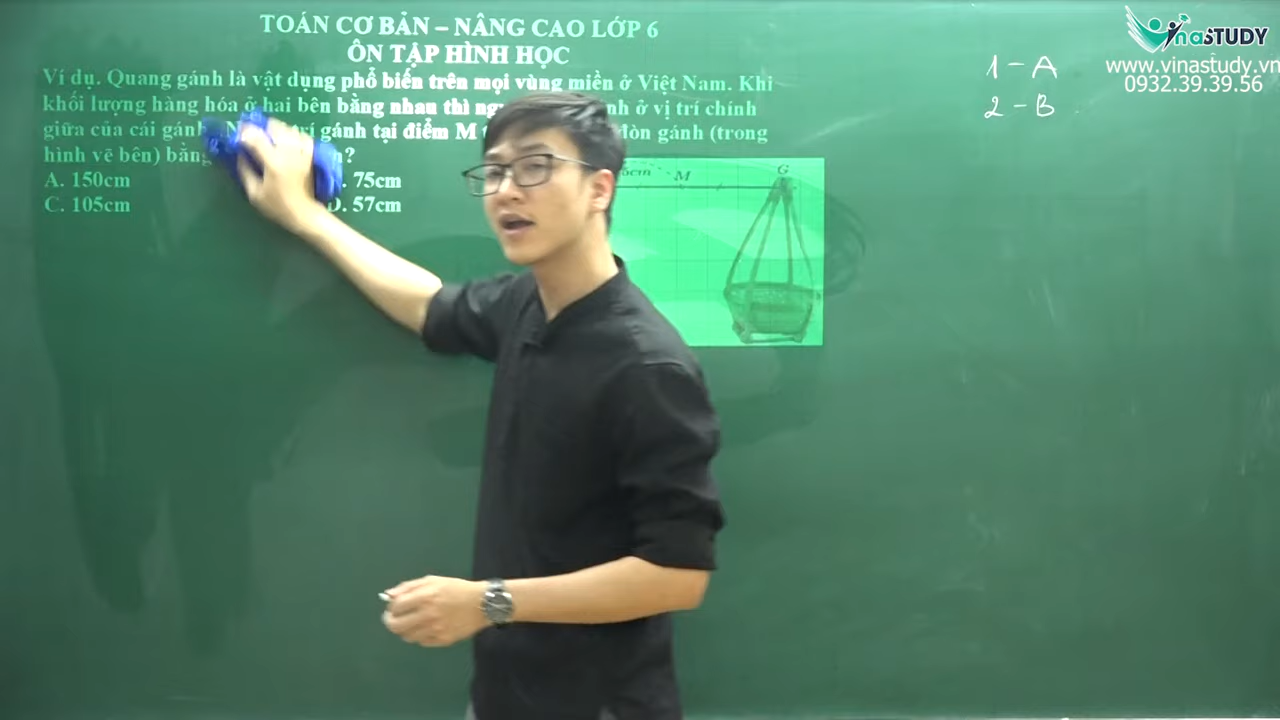 TOÁN CƠ BẢN – NÂNG CAO LỚP 6
ÔN TẬP HÌNH HỌC
Ví dụ. Quang gánh là vật dụng phổ biến trên mọi vùng miền ở Việt Nam. Khi
khối lượng hàng hóa ở hai bên bằng nhau thì ở vị trí chính
giữa của cái gánh gánh tại điểm M đòn gánh (trong
hình vẽ bên) bằng
A. 150cm
75cm
C. 105cm
D. 57cm
5cm M
G
1 - A
2 - B
VinaSTUDY
www.vinastudy.vn
0932.39.39.56